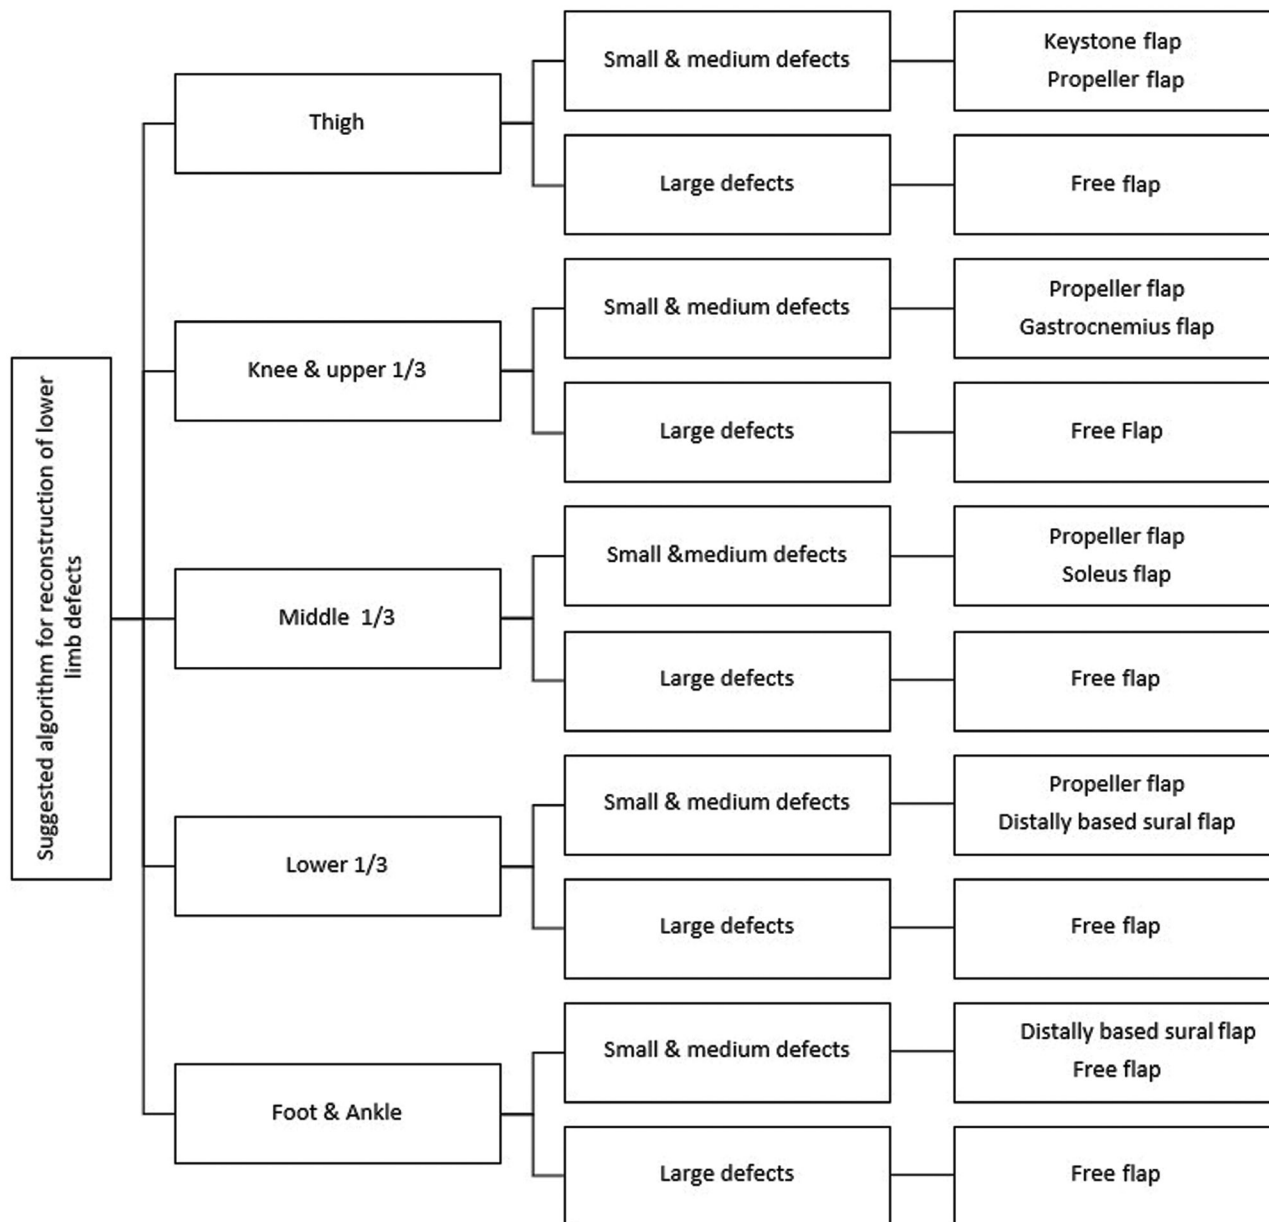 Suggested algorithm for reconstruction of lower
limb defects
Thigh
Small & medium defects
Keystone flap
Propeller flap
Large defects
Free flap
Knee & upper 1/3
Small & medium defects
Propeller flap
Gastrocnemius flap
Large defects
Free Flap
Middle 1/3
Small &medium defects
Propeller flap
Soleus flap
Large defects
Free flap
Lower 1/3
Small & medium defects
Propeller flap
Distally based sural flap
Large defects
Free flap
Foot & Ankle
Small & medium defects
Distally based sural flap
Free flap
Large defects
Free flap